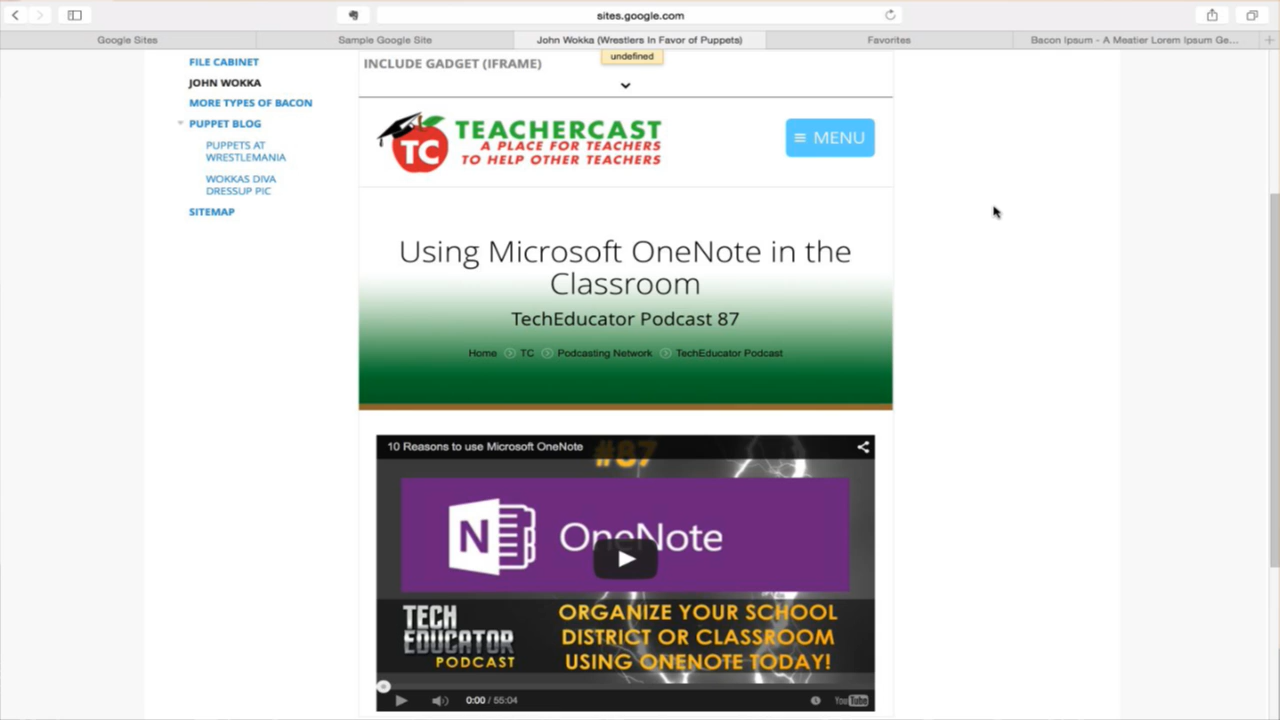 sites.google.com
Google Sites
Sample Google Site
John Wokka (Wrestlers In Favor of Puppets)
Favorites
Bacon Ipsum - A Meatier Lorem Ipsum Ge...
undefined
FILE CABINET
JOHN WOKKA
MORE TYPES OF BACON
PUPPET BLOG
PUPPETS AT
WRESTLEMANIA
WOKKAS DIVA
DRESSUP PIC
SITEMAP
INCLUDE GADGET (IFRAME)
TC
TEACHERCAST
A PLACE FOR TEACHERS
TO HELP OTHER TEACHERS
MENU
Using Microsoft OneNote in the
Classroom
TechEducator Podcast 87
Home TC Podcasting Network TechEducator Podcast
10 Reasons to use Microsoft OneNote
#87
N OneNote
TECH
EDUCATOR
PODCAST
ORGANIZE YOUR SCHOOL
DISTRICT OR CLASSROOM
USING ONENOTE TODAY!
0:00 / 55:04
YouTube